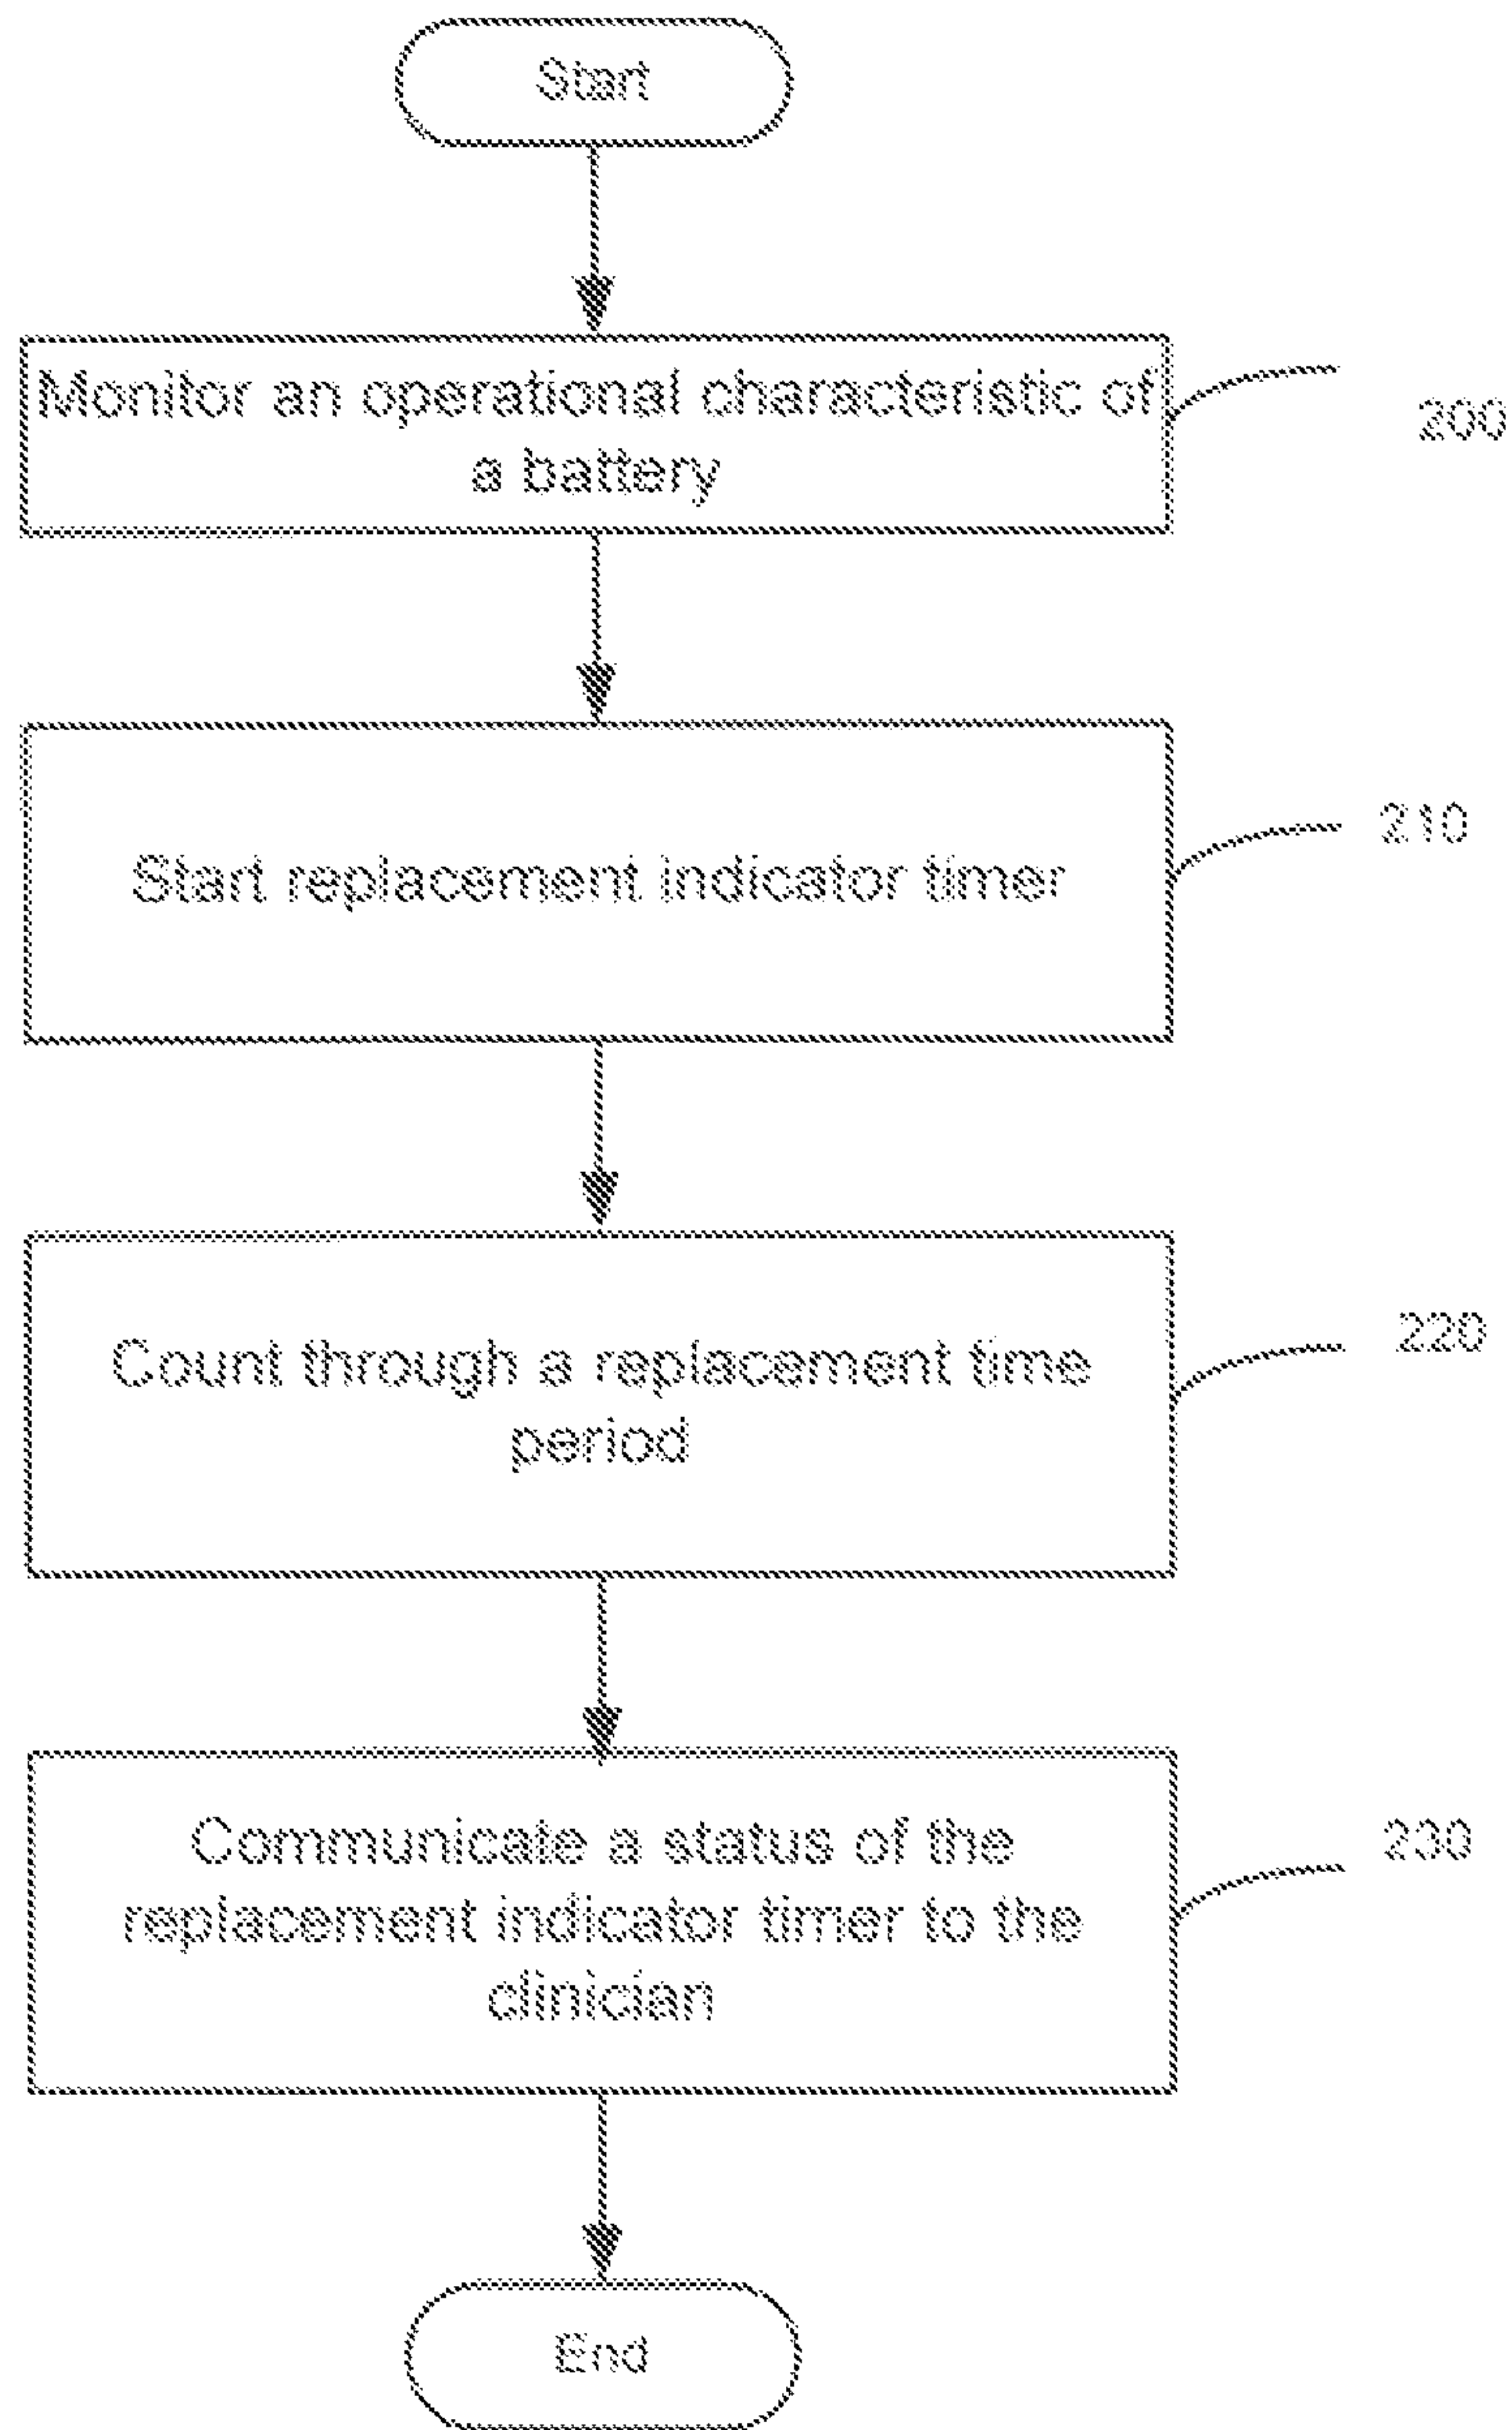 Start
Monitor an operational characteristic of
a battery
200
Start replacement indicator timer
210
Count through a replacement time
period
220
Communicate a status of the
replacement indicator timer to the
clinician
230
End